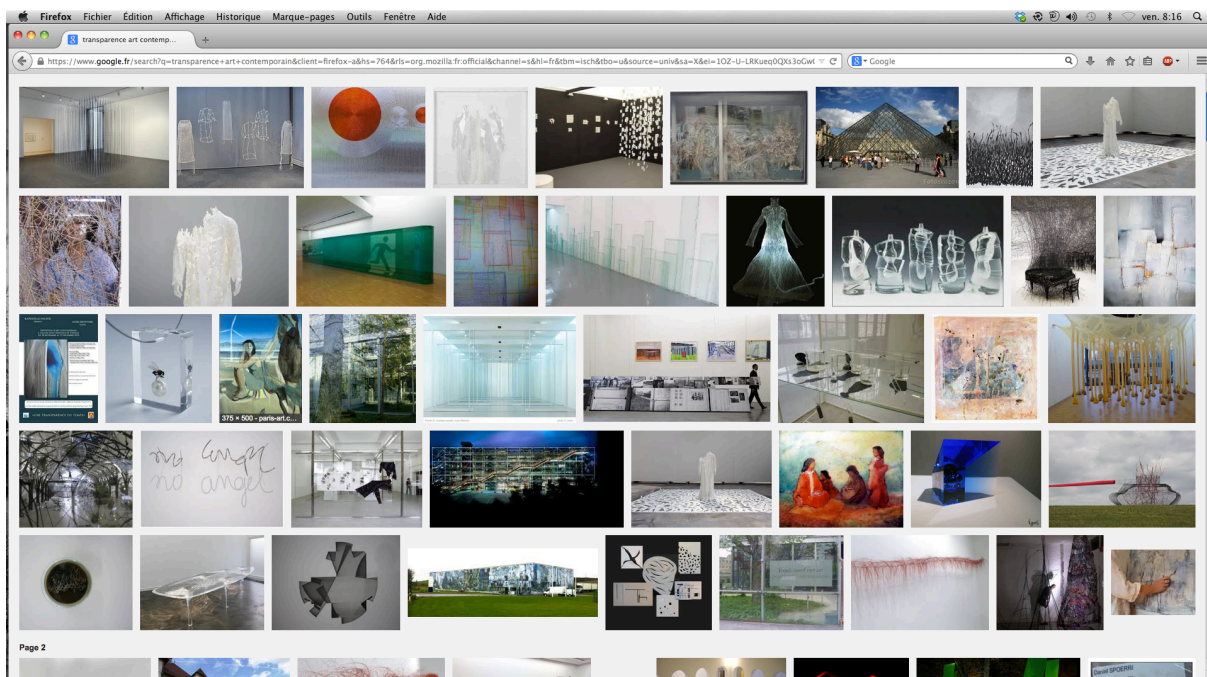 Firefox Fichier Édition Affichage Historique Marque-pages Outils Fenêtre Aide
ven. 8:16
transparence art contemp...
https://www.google.fr/search?q=transparence+art+contemporain&client=firefox-a&hs=764&rls=org.mozilla:fr:official&channel=s&hl=fr&tbm=isch&tbo=u&source=univ&sa=X&ei=1OZ-U-LRKueq0QXs3oGw(
Google
375 × 500 - paris-art.c...
no angel
no angel
Page 2
Daniel SPOERRI